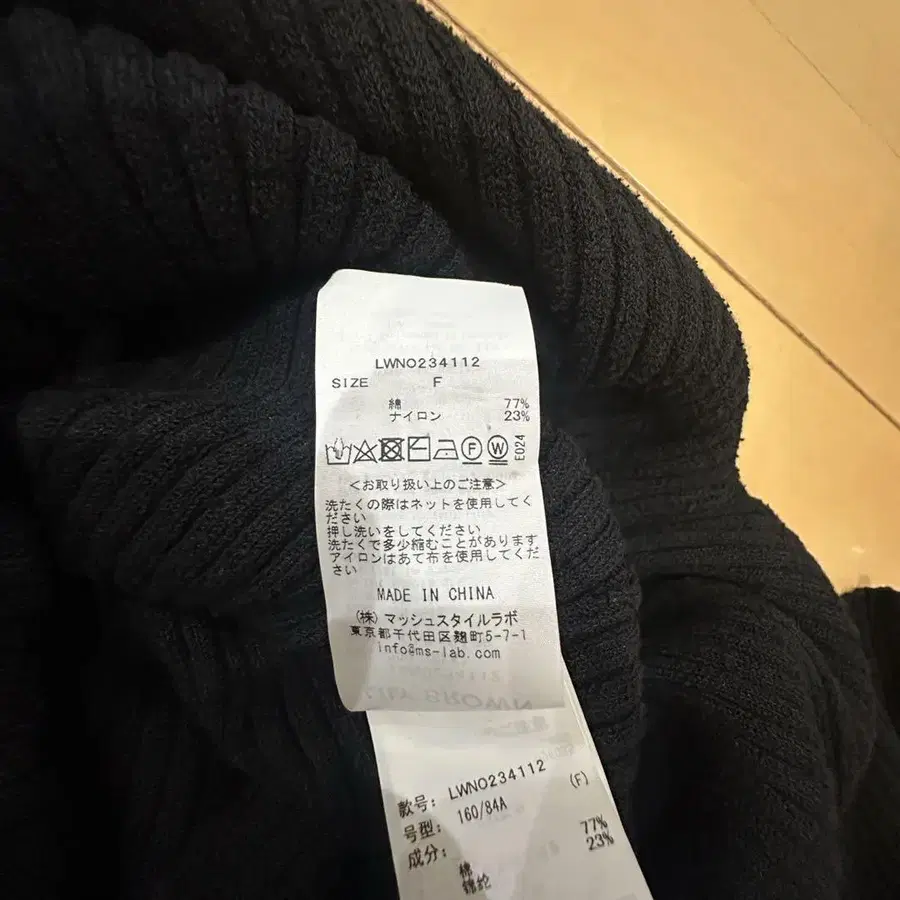 LWNO234112
SIZE F
綿 77%
ナイロン 23%
F W E024
<お取り扱い上のご注意>
洗たくの際はネットを使用してく
ださい
押し洗いをしてください
洗たくで多少縮むことがあります
アイロンはあて布を使用してくだ
さい
MADE IN CHINA
(株)マッシュスタイルラボ
東京都千代田区麹町5-7-1
info@ms-lab.com
款号: LWNO234112 (F)
号型: 160/84A
成分: 77%
棉 23%
锦纶